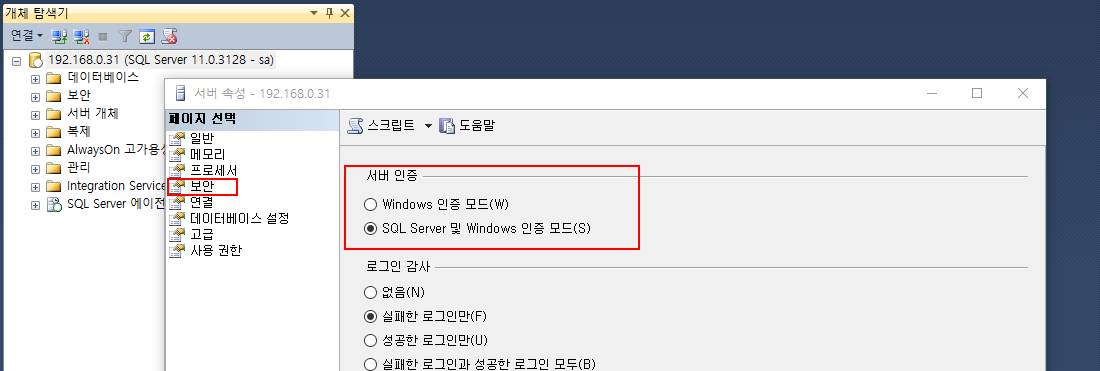 개체 탐색기
연결
192.168.0.31 (SQL Server 11.0.3128 - sa)
데이터베이스
보안
서버 개체
복제
AlwaysOn 고가용성
관리
Integration Service
SQL Server 에이전
서버 속성 - 192.168.0.31
페이지 선택
일반
메모리
프로세서
보안
연결
데이터베이스 설정
고급
사용 권한
스크립트
도움말
서버 인증
Windows 인증 모드(W)
SQL Server 및 Windows 인증 모드(S)
로그인 감사
없음(N)
실패한 로그인만(F)
성공한 로그인만(U)
실패한 로그인과 성공한 로그인 모두(B)